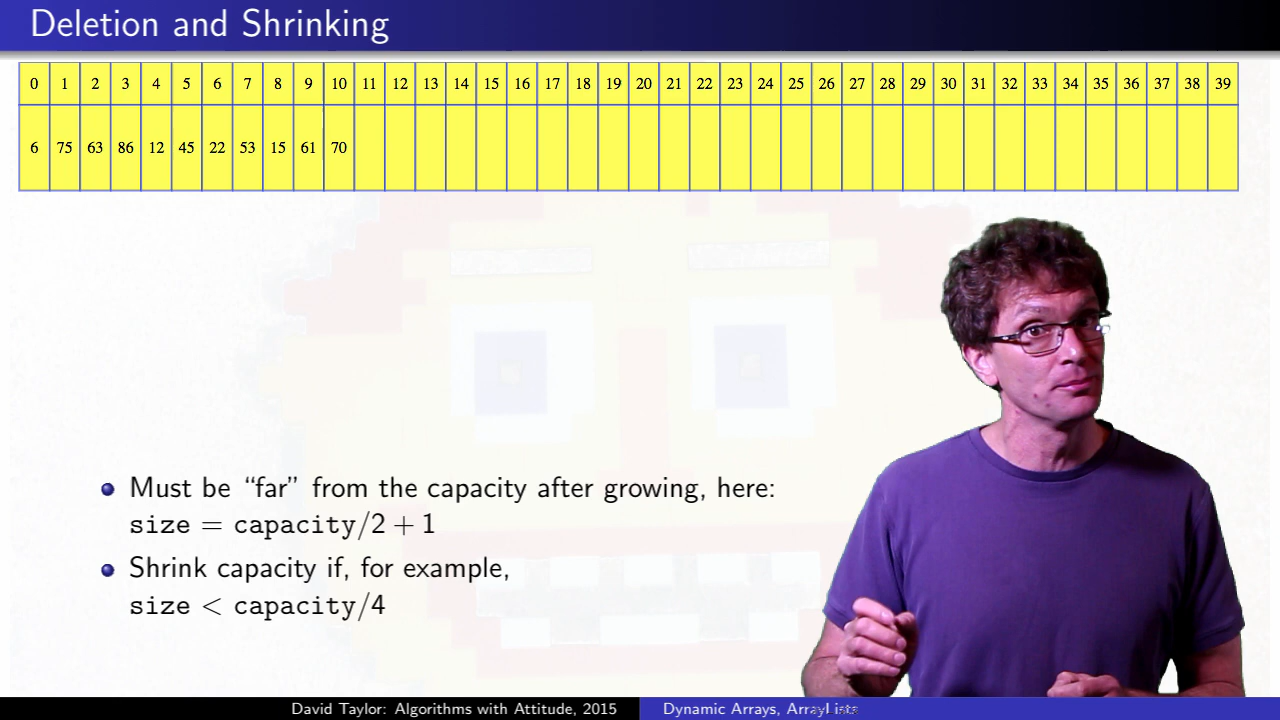 Deletion and Shrinking
0 1 2 3 4 5 6 7 8 9 10 11 12 13 14 15 16 17 18 19 20 21 22 23 24 25 26 27 28 29 30 31 32 33 34 35 36 37 38 39
6 75 63 86 12 45 22 53 15 61 70
Must be “far” from the capacity after growing, here:
size = capacity/2 + 1
Shrink capacity if, for example,
size < capacity/4
David Taylor: Algorithms with Attitude, 2015 Dynamic Arrays, ArrayLists